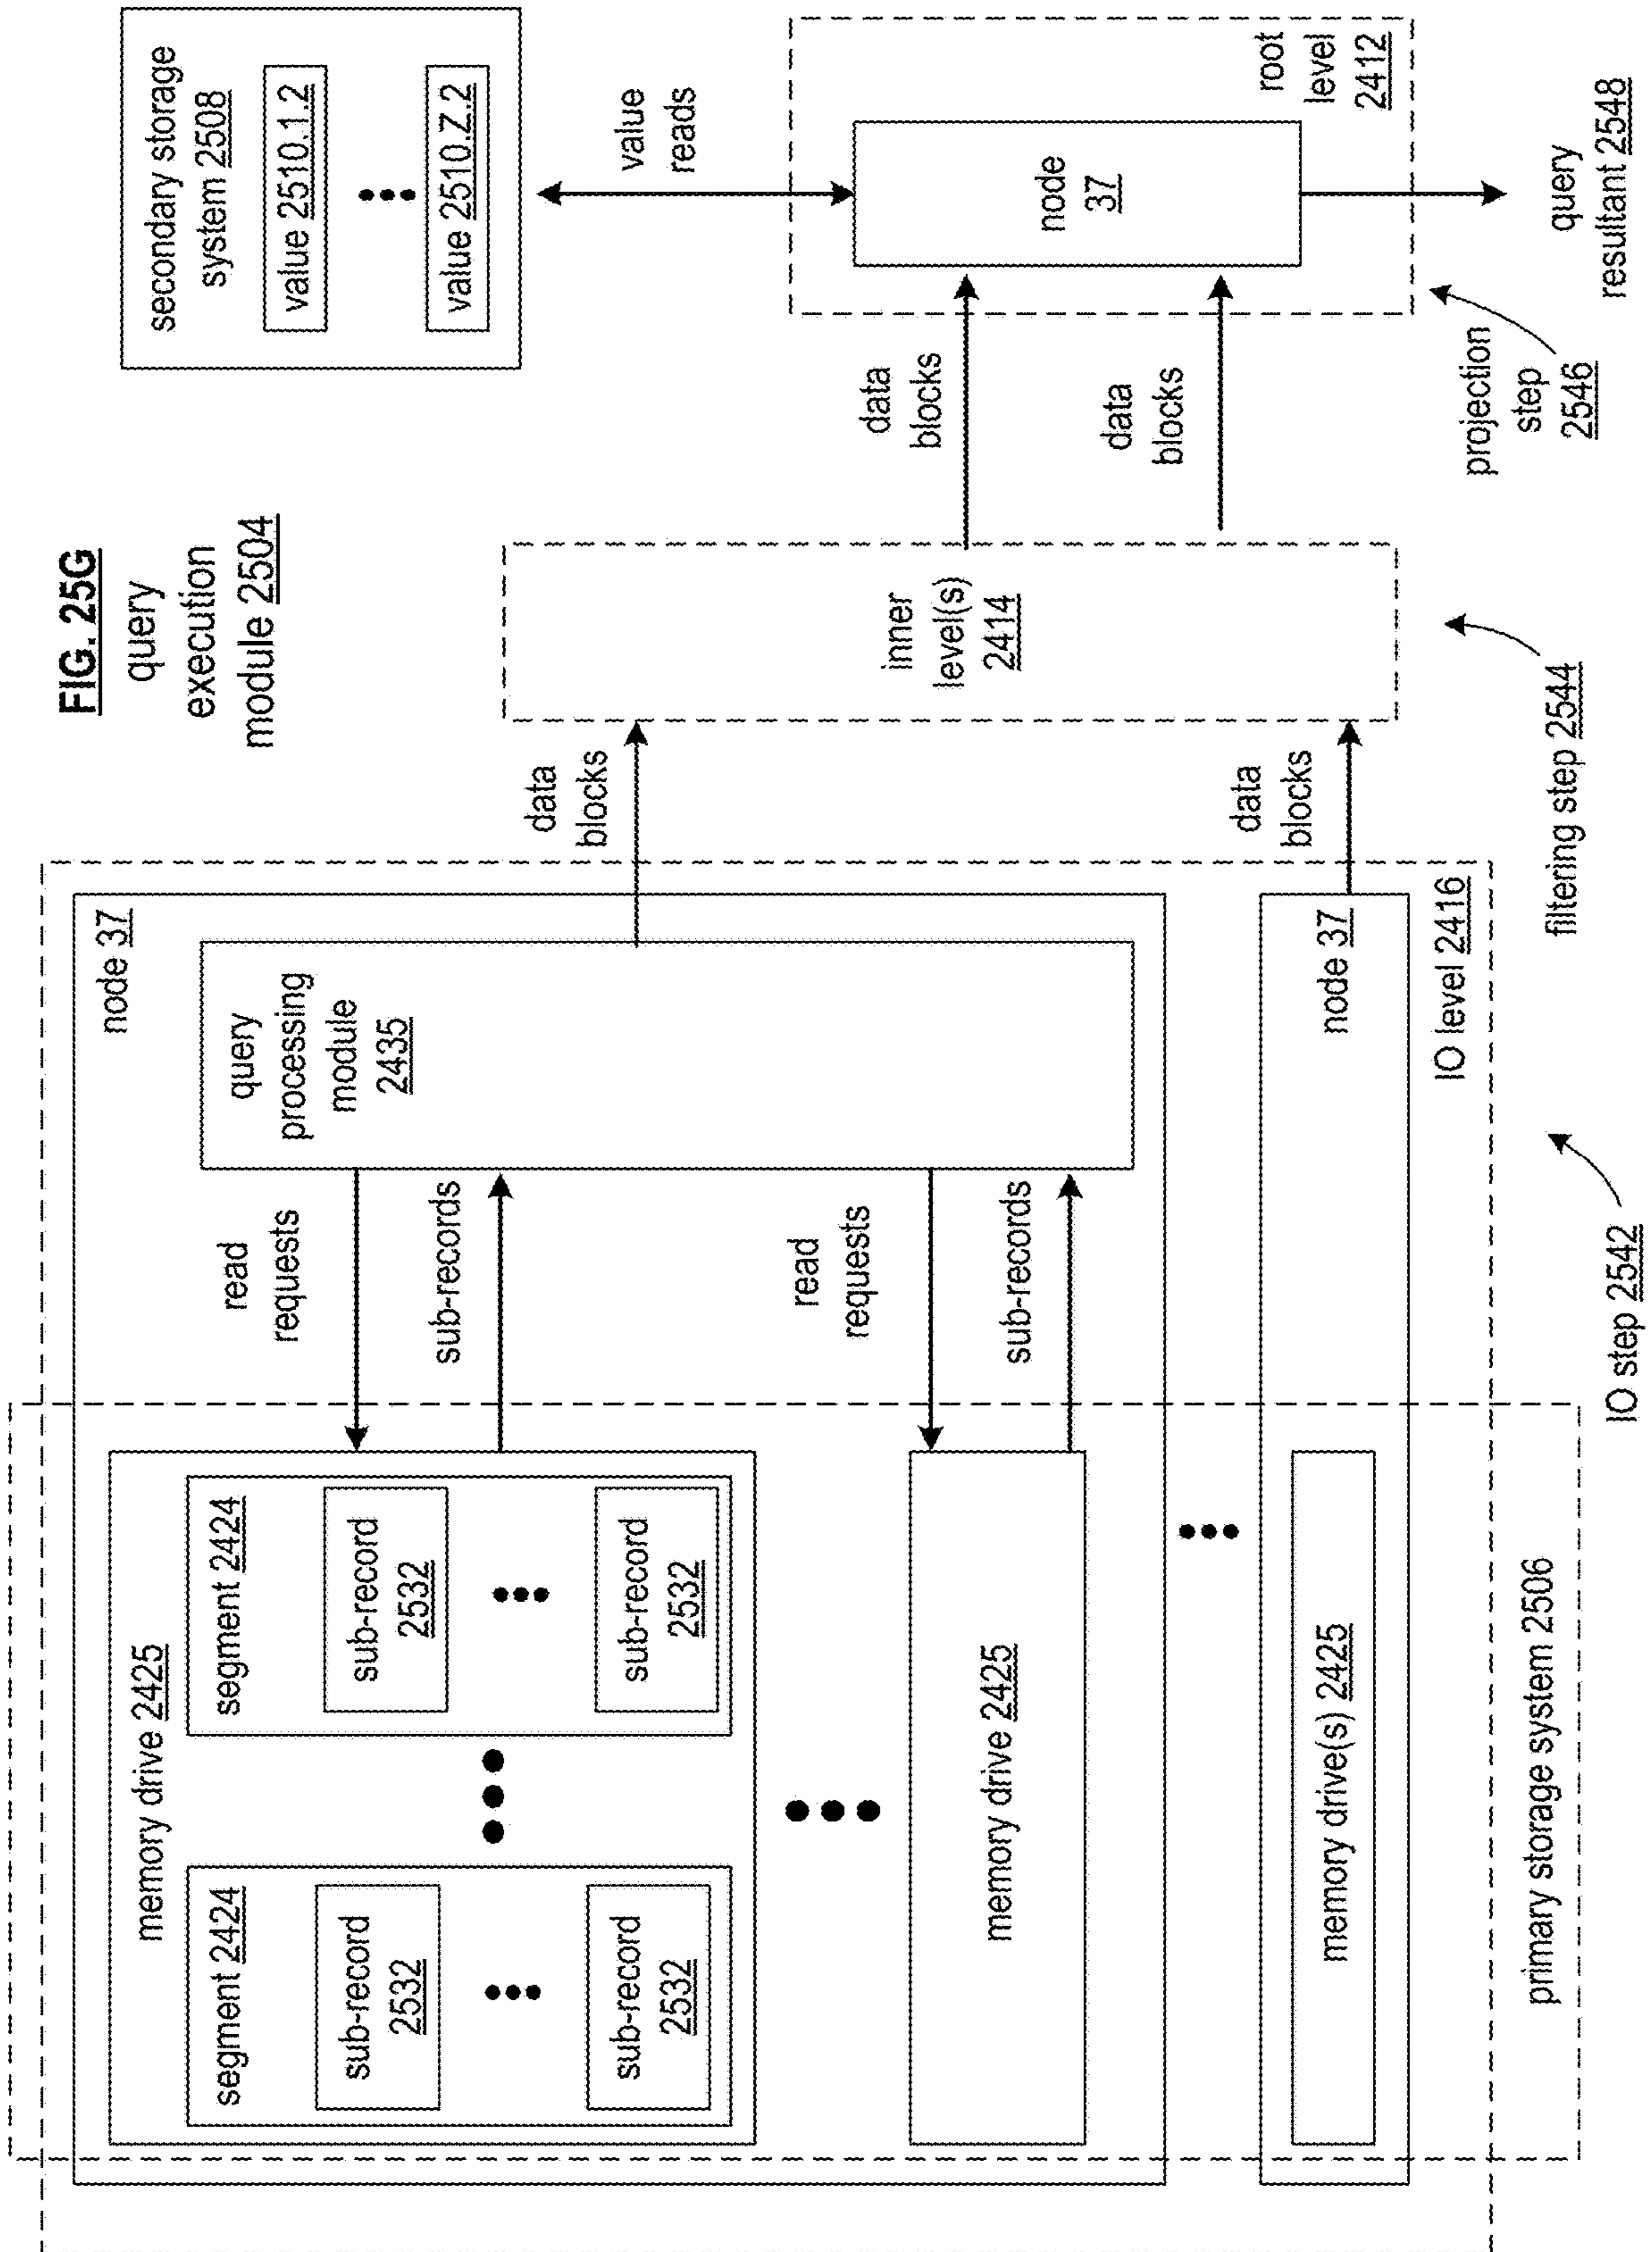 FIG. 25G
query
execution
module 2504
secondary storage
system 2508
value 2510.1.2
value 2510.Z.2
value
reads
root
level
2412
node
37
query
resultant 2548
data
blocks
data
blocks
projection
step
2546
inner
level(s)
2414
filtering step 2544
data
blocks
data
blocks
node 37
query
processing
module
2435
node 37
IO level 2416
IO step 2542
read
requests
sub-records
read
requests
sub-records
memory drive 2425
segment 2424
sub-record
2532
sub-record
2532
segment 2424
sub-record
2532
sub-record
2532
memory drive 2425
memory drive(s) 2425
primary storage system 2506